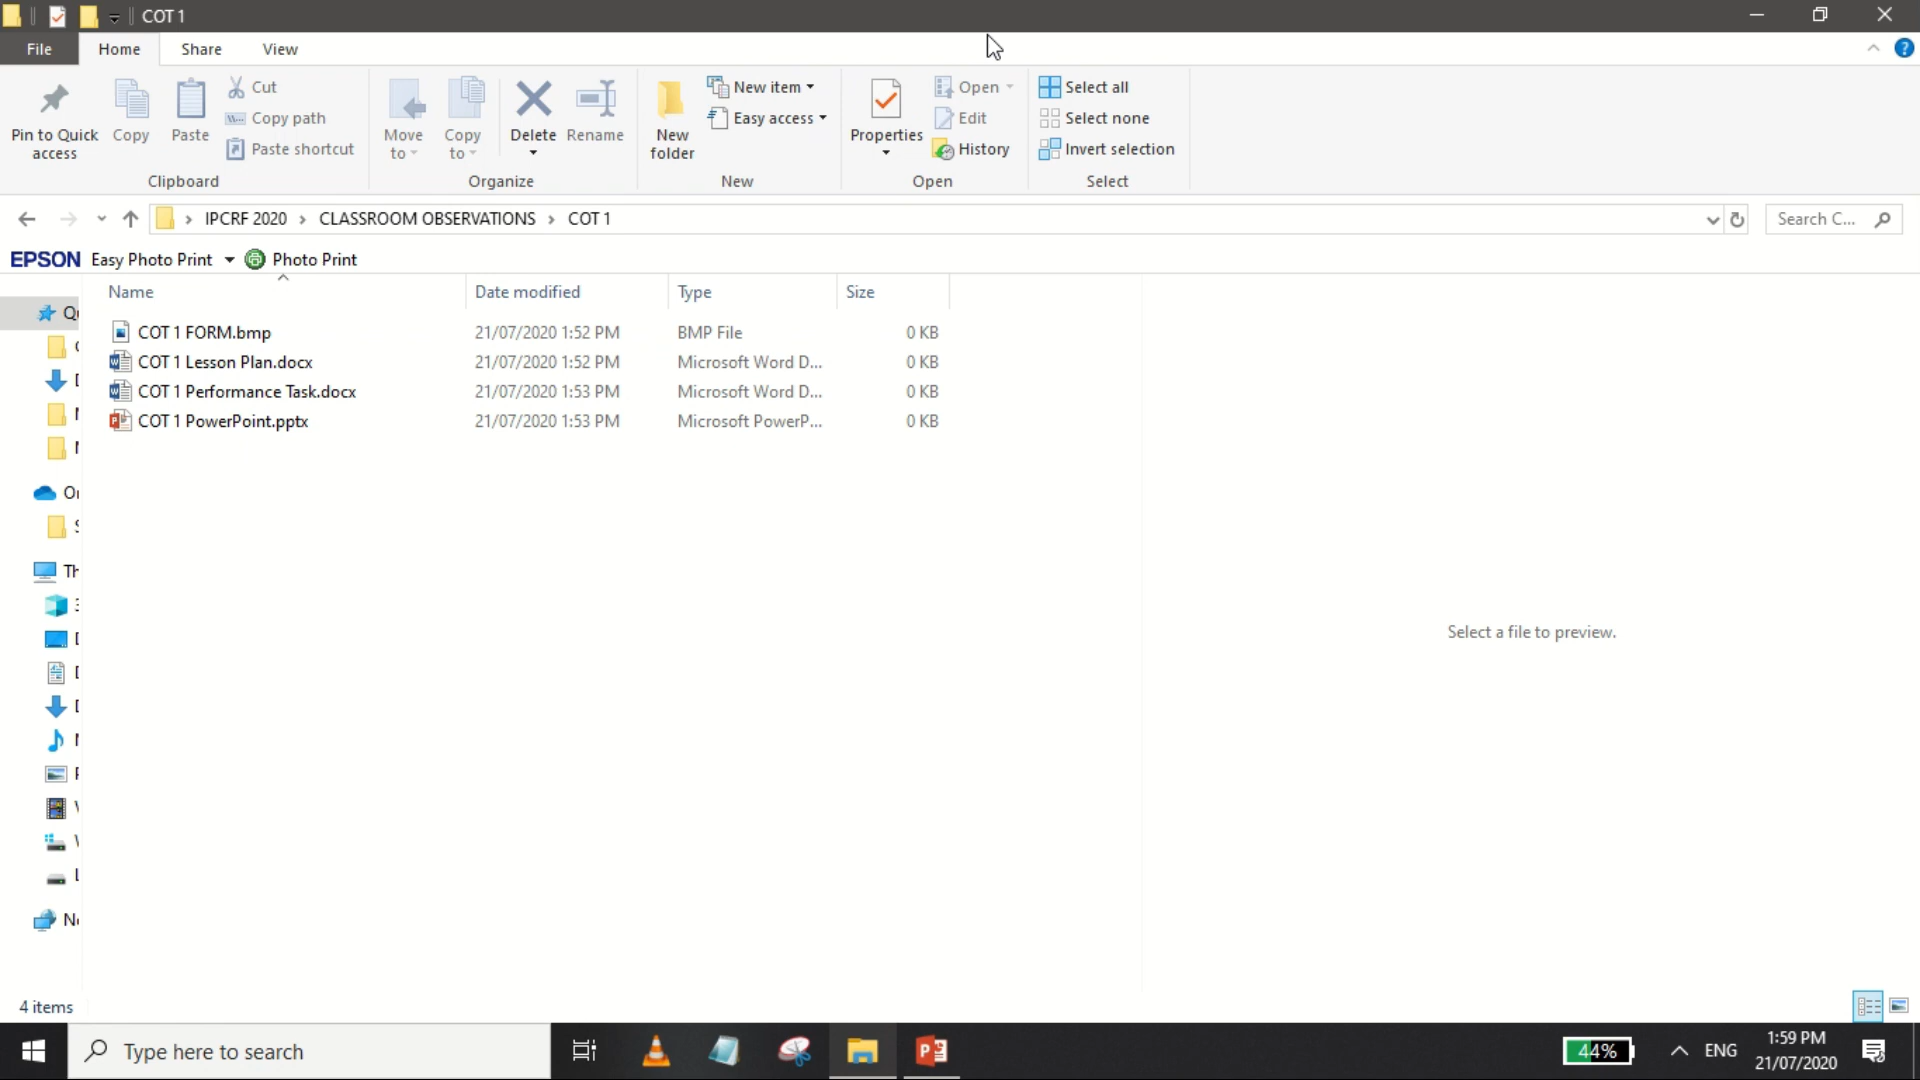 COT 1
File Home Share View
Pin to Quick access
Copy
Paste
Cut
Copy path
Paste shortcut
Clipboard
Move to
Copy to
Delete
Rename
Organize
New folder
New item
Easy access
New
Properties
Open
Edit
History
Open
Select all
Select none
Invert selection
Select
IPCRF 2020 > CLASSROOM OBSERVATIONS > COT 1
Search C...
EPSON Easy Photo Print Photo Print
Name Date modified Type Size
COT 1 FORM.bmp 21/07/2020 1:52 PM BMP File 0 KB
COT 1 Lesson Plan.docx 21/07/2020 1:52 PM Microsoft Word D... 0 KB
COT 1 Performance Task.docx 21/07/2020 1:53 PM Microsoft Word D... 0 KB
COT 1 PowerPoint.pptx 21/07/2020 1:53 PM Microsoft PowerP... 0 KB
Select a file to preview.
4 items
Type here to search
44%
ENG
1:59 PM
21/07/2020